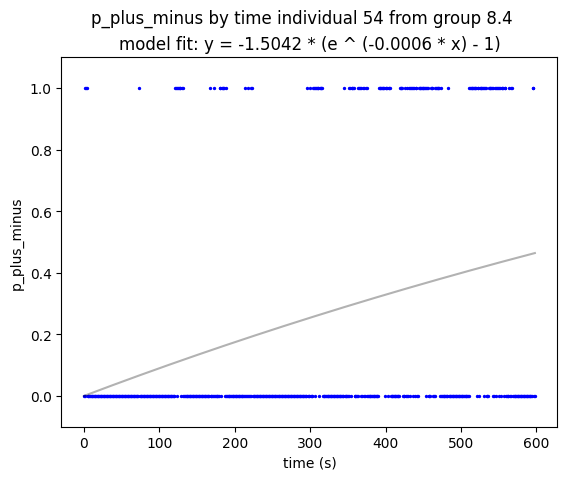 p_plus_minus by time individual 54 from group 8.4
model fit: y = -1.5042 * (e ^ (-0.0006 * x) - 1)
1.0
0.8
0.6
0.4
0.2
0.0
p_plus_minus
0 100 200 300 400 500 600
time (s)